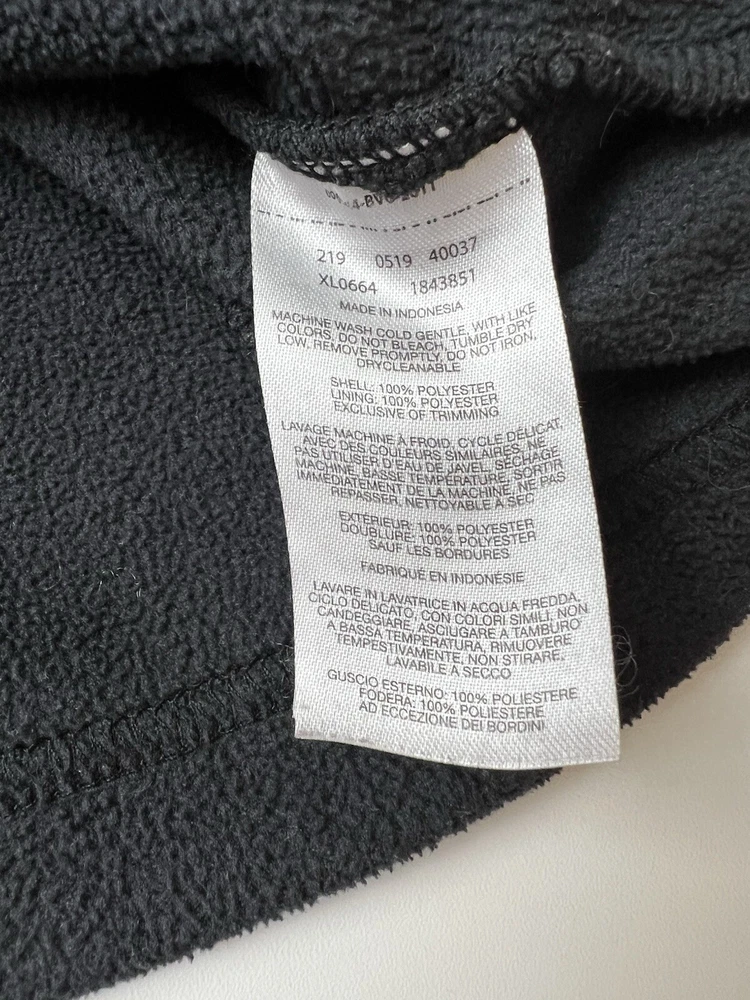 219 0519 40037
XL0664 1843851
MADE IN INDONESIA
MACHINE WASH COLD GENTLE, WITH LIKE
COLORS, DO NOT BLEACH, TUMBLE DRY
LOW, REMOVE PROMPTLY, DO NOT IRON,
DRYCLEANABLE
SHELL: 100% POLYESTER
LINING: 100% POLYESTER
EXCLUSIVE OF TRIMMING
LAVAGE MACHINE À FROID, CYCLE DÉLICAT,
AVEC DES COULEURS SIMILAIRES, NE
PAS UTILISER D'EAU DE JAVEL, SÉCHAGE
MACHINE, BASSE TEMPÉRATURE, SORTIR
IMMÉDIATEMENT DE LA MACHINE, NE PAS
REPASSER, NETTOYABLE À SEC
EXTÉRIEUR: 100% POLYESTER
DOUBLURE: 100% POLYESTER
SAUF LES BORDURES
FABRIQUÉ EN INDONÉSIE
LAVARE IN LAVATRICE IN ACQUA FREDDA,
CICLO DELICATO, CON COLORI SIMILI, NON
CANDEGGIARE, ASCIUGARE A TAMBURO
A BASSA TEMPERATURA, RIMUOVERE
TEMPESTIVAMENTE, NON STIRARE,
LAVABILE A SECCO
GUSCIO ESTERNO: 100% POLIESTERE
FODERA: 100% POLIESTERE
AD ECCEZIONE DEI BORDINI